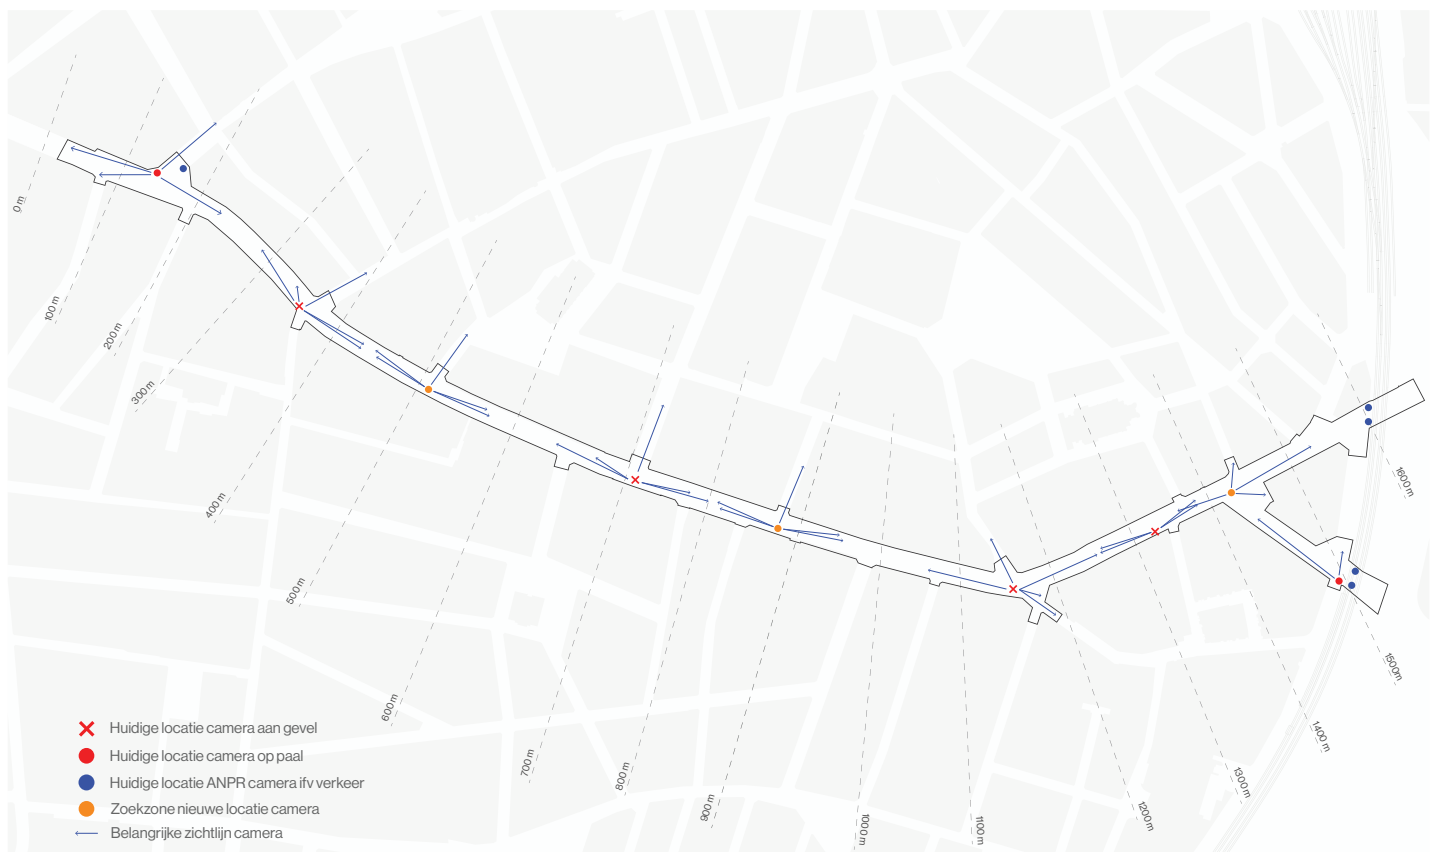 0 m
100 m
200 m
300 m
400 m
500 m
600 m
700 m
800 m
900 m
1000 m
1100 m
1200 m
1300 m
1400 m
1500m
1600 m
Huidige locatie camera aan gevel
Huidige locatie camera op paal
Huidige locatie ANPR camera ifv verkeer
Zoekzone nieuwe locatie camera
Belangrijke zichtlijn camera